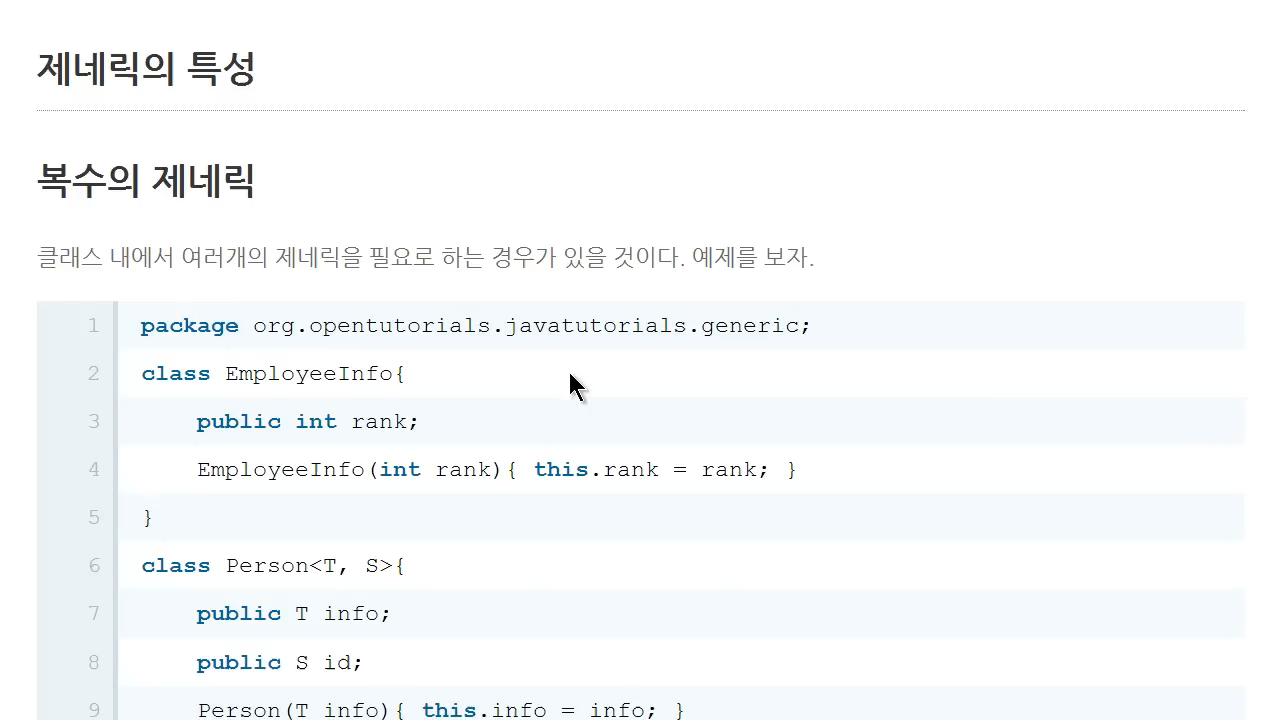 제네릭의 특성
복수의 제네릭
클래스 내에서 여러개의 제네릭을 필요로 하는 경우가 있을 것이다. 예제를 보자.
1 package org.opentutorials.javatutorials.generic;
2 class EmployeeInfo{
3 public int rank;
4 EmployeeInfo(int rank){ this.rank = rank; }
5 }
6 class Person<T, S>{
7 public T info;
8 public S id;
9 Person(T info){ this.info = info; }